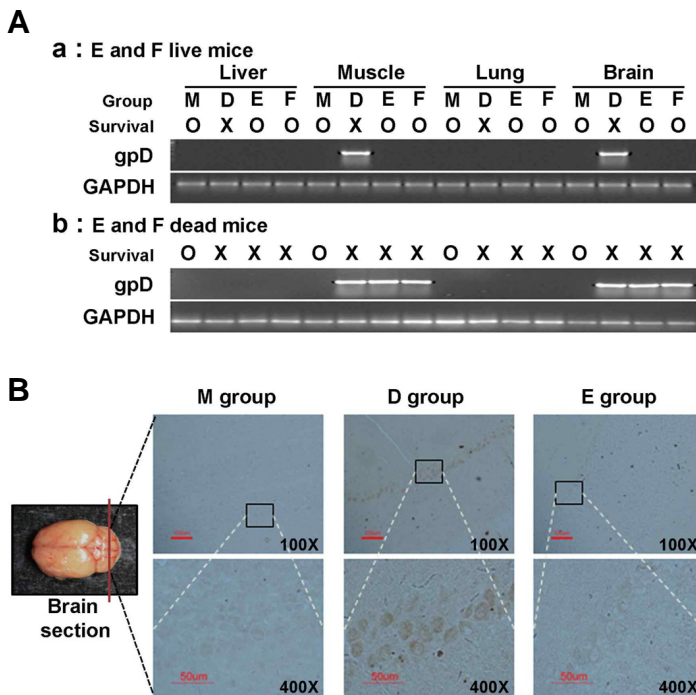 A
a : E and F live mice
Liver Muscle Lung Brain
Group M D E F M D E F M D E F M D E F
Survival O X O O O X O O O X O O O X O O
gpD
GAPDH
b : E and F dead mice
Survival O X X X O X X X O X X X O X X X
gpD
GAPDH
B
M group D group E group
100X 100X 100X
Brain section
50um 50um 50um
400X 400X 400X